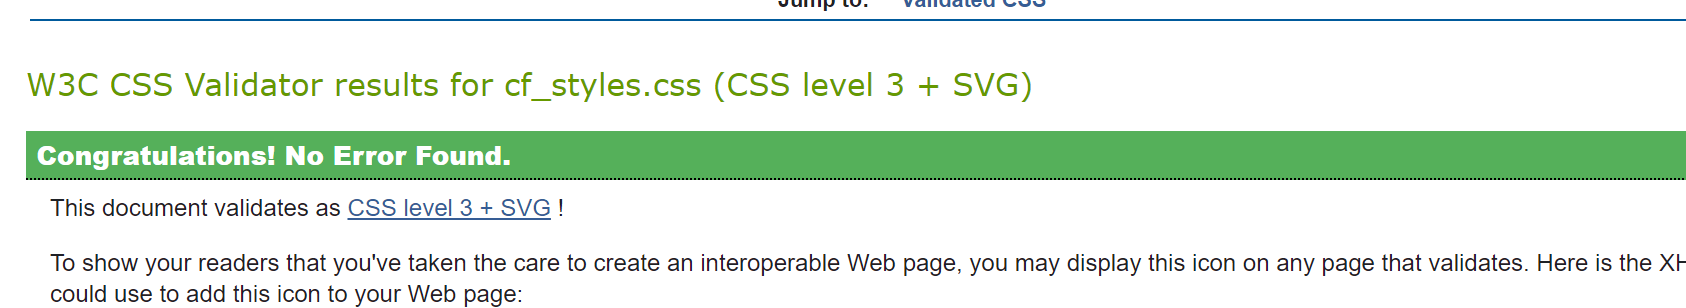 Jump to: Validated CSS
W3C CSS Validator results for cf_styles.css (CSS level 3 + SVG)
Congratulations! No Error Found.
This document validates as CSS level 3 + SVG !
To show your readers that you've taken the care to create an interoperable Web page, you may display this icon on any page that validates. Here is the
could use to add this icon to your Web page: